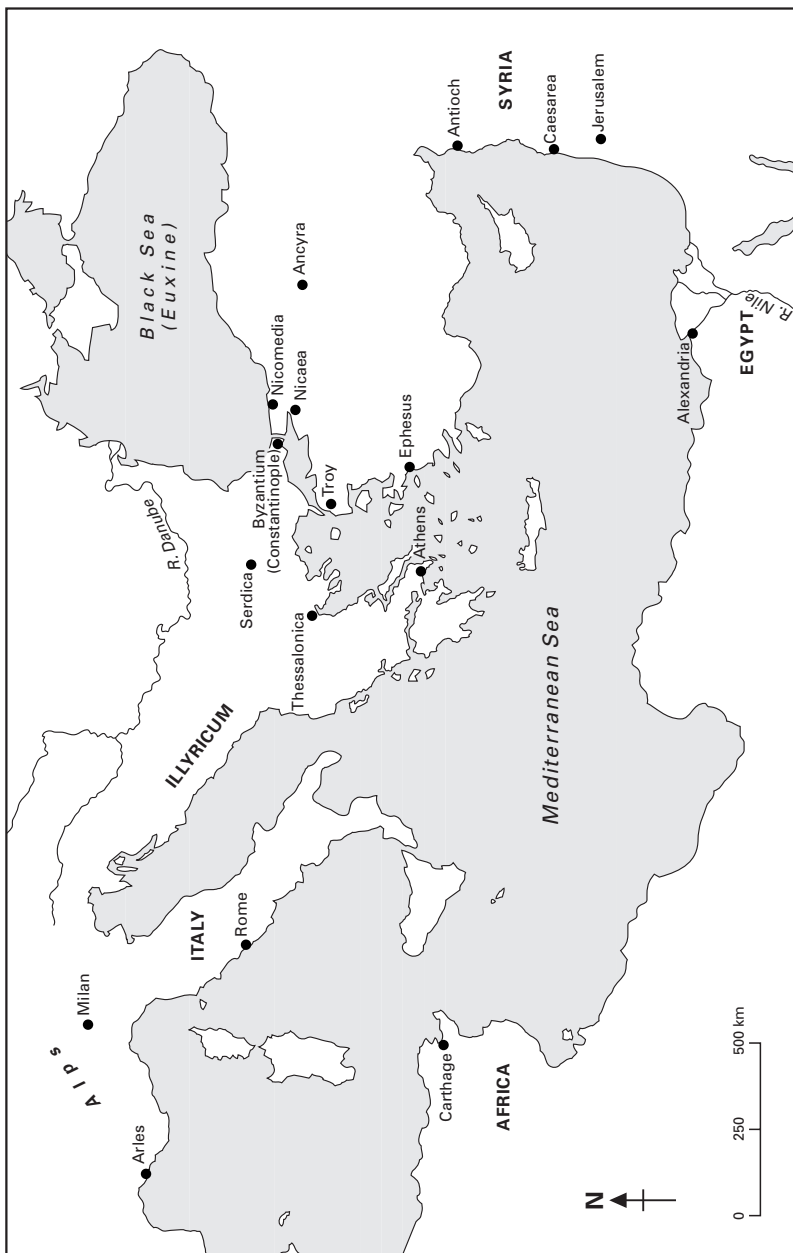 Black Sea
(Euxine)
R. Danube
Alps
Milan
Arles
ITALY
Rome
ILLYRICUM
Serdica
Thessalonica
Byzantium
(Constantinople)
Nicomedia
Nicaea
Ancyra
Troy
Ephesus
Athens
Antioch
SYRIA
Caesarea
Jerusalem
Mediterranean Sea
Carthage
AFRICA
Alexandria
EGYPT
R. Nile
N
0 250 500 km